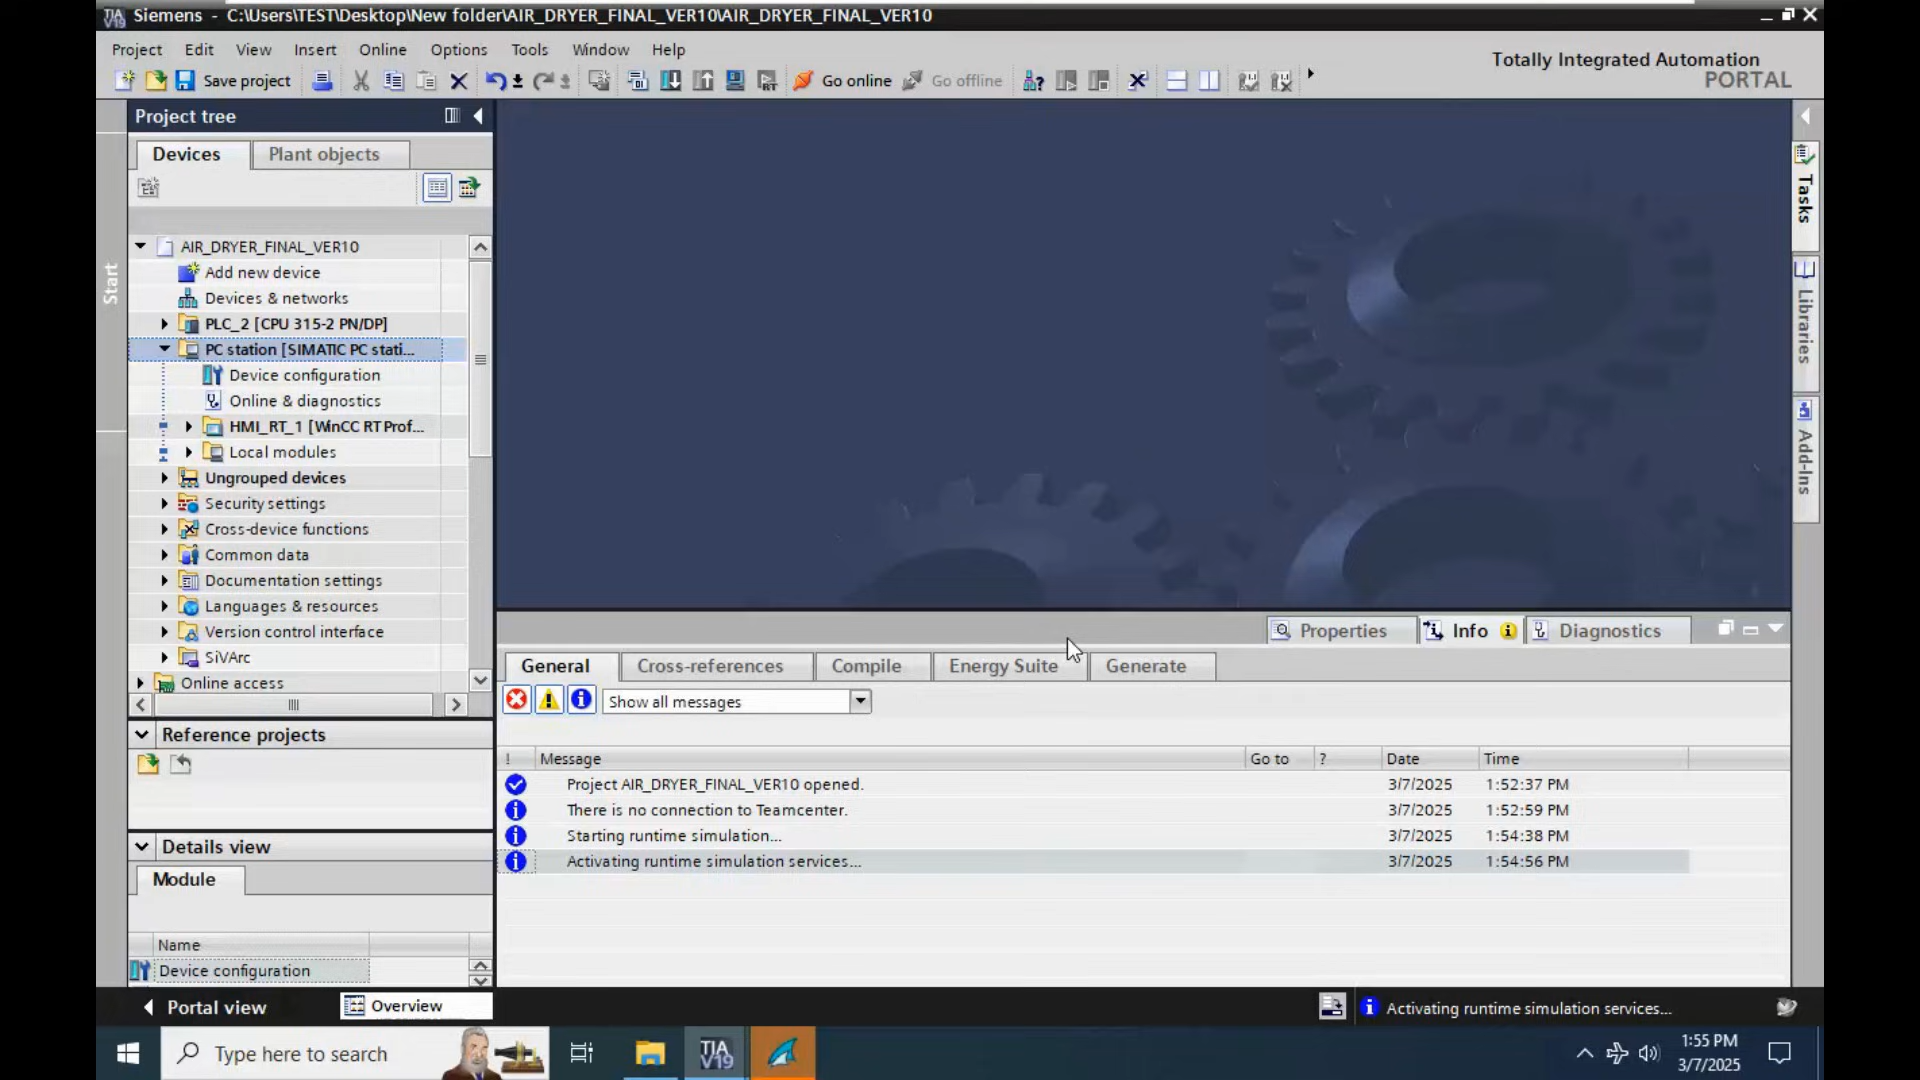 Siemens - C:\Users\TEST\Desktop\New folder\AIR_DRYER_FINAL_VER10\AIR_DRYER_FINAL_VER10
Project Edit View Insert Online Options Tools Window Help
Totally Integrated Automation
PORTAL
Save project Go online Go offline
Project tree
Devices Plant objects
Start
AIR_DRYER_FINAL_VER10
Add new device
Devices & networks
PLC_2 [CPU 315-2 PN/DP]
PC station [SIMATIC PC stati...
Device configuration
Online & diagnostics
HMI_RT_1 [WinCC RT Prof...
Local modules
Ungrouped devices
Security settings
Cross-device functions
Common data
Documentation settings
Languages & resources
Version control interface
SiVArc
Online access
Reference projects
Details view
Module
Name
Device configuration
Tasks
Libraries
Add-Ins
Properties Info Diagnostics
General Cross-references Compile Energy Suite Generate
Show all messages
! Message Go to ? Date Time
Project AIR_DRYER_FINAL_VER10 opened. 3/7/2025 1:52:37 PM
There is no connection to Teamcenter. 3/7/2025 1:52:59 PM
Starting runtime simulation... 3/7/2025 1:54:38 PM
Activating runtime simulation services... 3/7/2025 1:54:56 PM
Portal view Overview Activating runtime simulation services...
Type here to search
TIA
V19
1:55 PM
3/7/2025